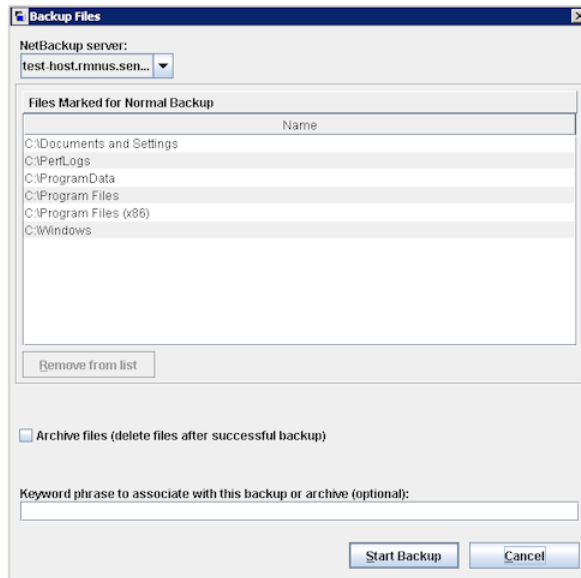 Backup Files
NetBackup server:
test-host.rmnus.sen...
Files Marked for Normal Backup
Name
C:\Documents and Settings
C:\PerfLogs
C:\ProgramData
C:\Program Files
C:\Program Files (x86)
C:\Windows
Remove from list
Archive files (delete files after successful backup)
Keyword phrase to associate with this backup or archive (optional):
Start Backup
Cancel